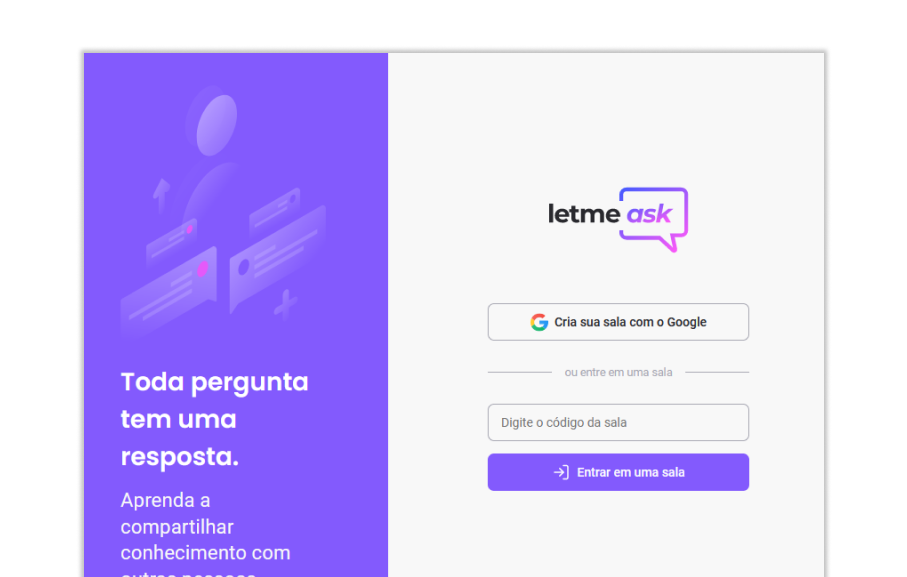 letme ask
Cria sua sala com o Google
ou entre em uma sala
Digite o código da sala
Entrar em uma sala
Toda pergunta
tem uma
resposta.
Aprenda a
compartilhar
conhecimento com